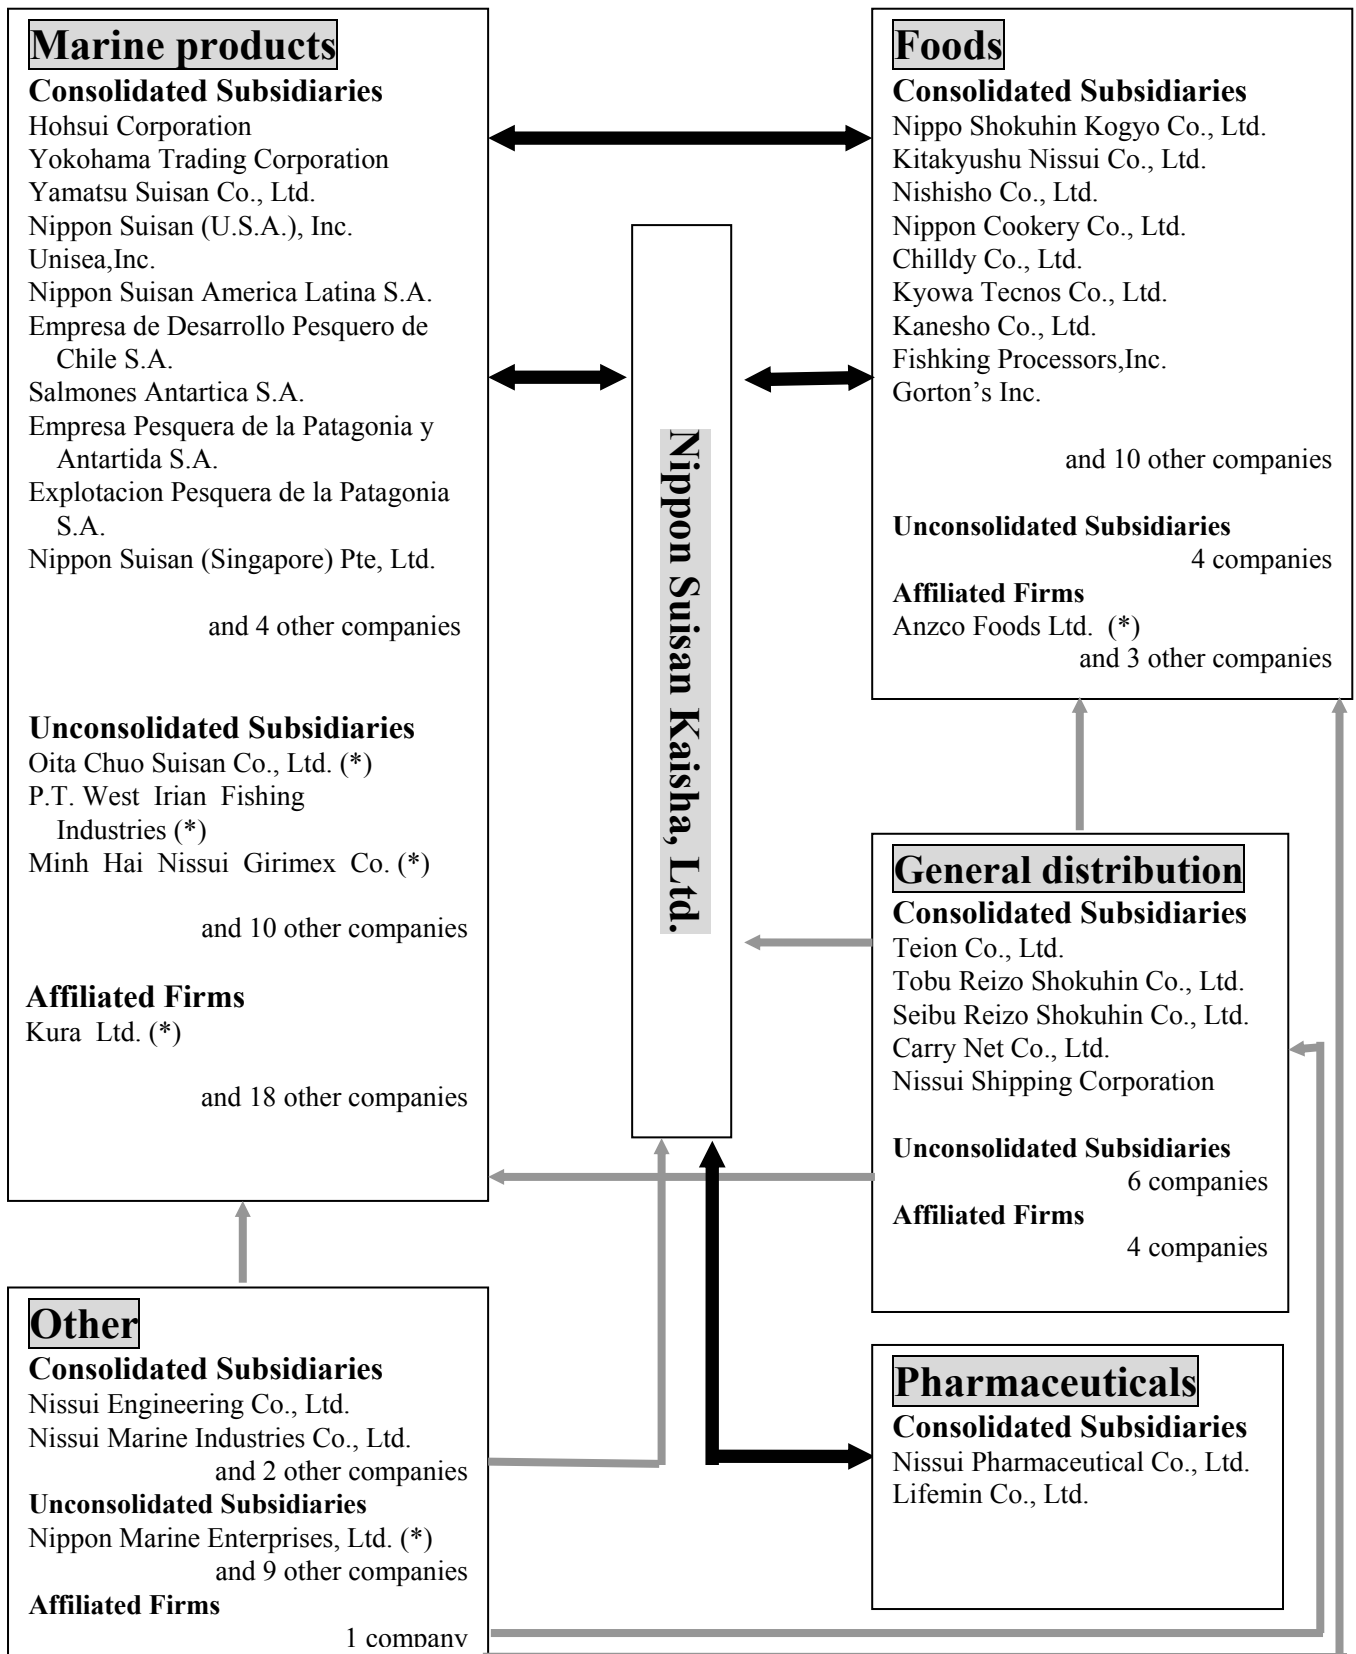 Marine products
Consolidated Subsidiaries
Hohsui Corporation
Yokohama Trading Corporation
Yamatsu Suisan Co., Ltd.
Nippon Suisan (U.S.A.), Inc.
Unisea,Inc.
Nippon Suisan America Latina S.A.
Empresa de Desarrollo Pesquero de
Chile S.A.
Salmones Antartica S.A.
Empresa Pesquera de la Patagonia y
Antartida S.A.
Explotacion Pesquera de la Patagonia
S.A.
Nippon Suisan (Singapore) Pte, Ltd.
and 4 other companies
Unconsolidated Subsidiaries
Oita Chuo Suisan Co., Ltd. (*)
P.T. West Irian Fishing
Industries (*)
Minh Hai Nissui Girimex Co. (*)
and 10 other companies
Affiliated Firms
Kura Ltd. (*)
and 18 other companies
Nippon Suisan Kaisha, Ltd.
Foods
Consolidated Subsidiaries
Nippo Shokuhin Kogyo Co., Ltd.
Kitakyushu Nissui Co., Ltd.
Nishisho Co., Ltd.
Nippon Cookery Co., Ltd.
Chilldy Co., Ltd.
Kyowa Tecnos Co., Ltd.
Kanesho Co., Ltd.
Fishking Processors,Inc.
Gorton’s Inc.
and 10 other companies
Unconsolidated Subsidiaries
4 companies
Affiliated Firms
Anzco Foods Ltd. (*)
and 3 other companies
General distribution
Consolidated Subsidiaries
Teion Co., Ltd.
Tobu Reizo Shokuhin Co., Ltd.
Seibu Reizo Shokuhin Co., Ltd.
Carry Net Co., Ltd.
Nissui Shipping Corporation
Unconsolidated Subsidiaries
6 companies
Affiliated Firms
4 companies
Other
Consolidated Subsidiaries
Nissui Engineering Co., Ltd.
Nissui Marine Industries Co., Ltd.
and 2 other companies
Unconsolidated Subsidiaries
Nippon Marine Enterprises, Ltd. (*)
and 9 other companies
Affiliated Firms
1 company
Pharmaceuticals
Consolidated Subsidiaries
Nissui Pharmaceutical Co., Ltd.
Lifemin Co., Ltd.